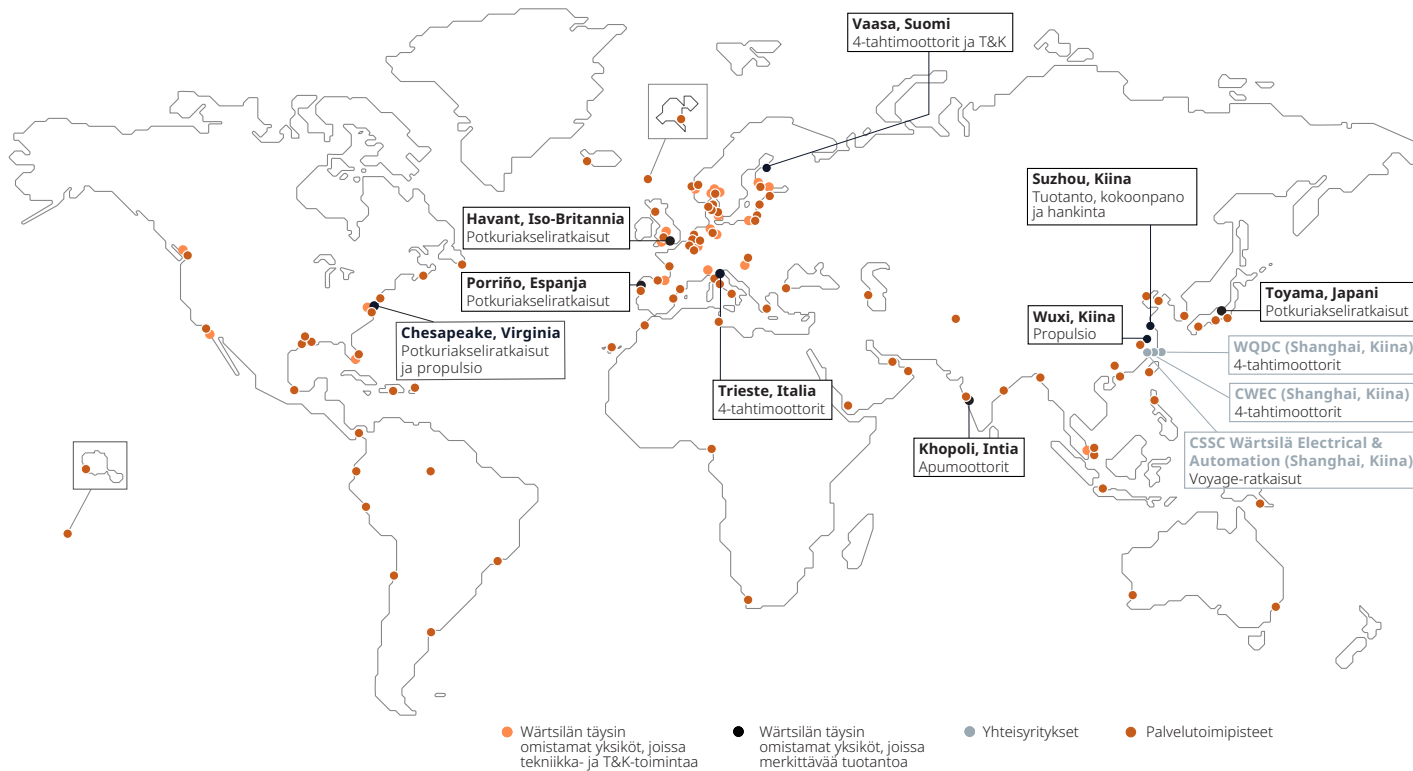 Vaasa, Suomi
4-tahtimoottorit ja T&K
Suzhou, Kiina
Tuotanto, kokoonpano
ja hankinta
Havant, Iso-Britannia
Potkuriakseliratkaisut
Porriño, Espanja
Potkuriakseliratkaisut
Toyama, Japani
Potkuriakseliratkaisut
Wuxi, Kiina
Propulsio
Chesapeake, Virginia
Potkuriakseliratkaisut
ja propulsio
WQDC (Shanghai, Kiina)
4-tahtimoottorit
Trieste, Italia
4-tahtimoottorit
CWEC (Shanghai, Kiina)
4-tahtimoottorit
Khopoli, Intia
Apumoottorit
CSSC Wärtsilä Electrical &
Automation (Shanghai, Kiina)
Voyage-ratkaisut
Wärtsilän täysin
omistamat yksiköt, joissa
tekniikka- ja T&K-toimintaa
Wärtsilän täysin
omistamat yksiköt, joissa
merkittävää tuotantoa
Yhteisyritykset
Palvelutoimipisteet